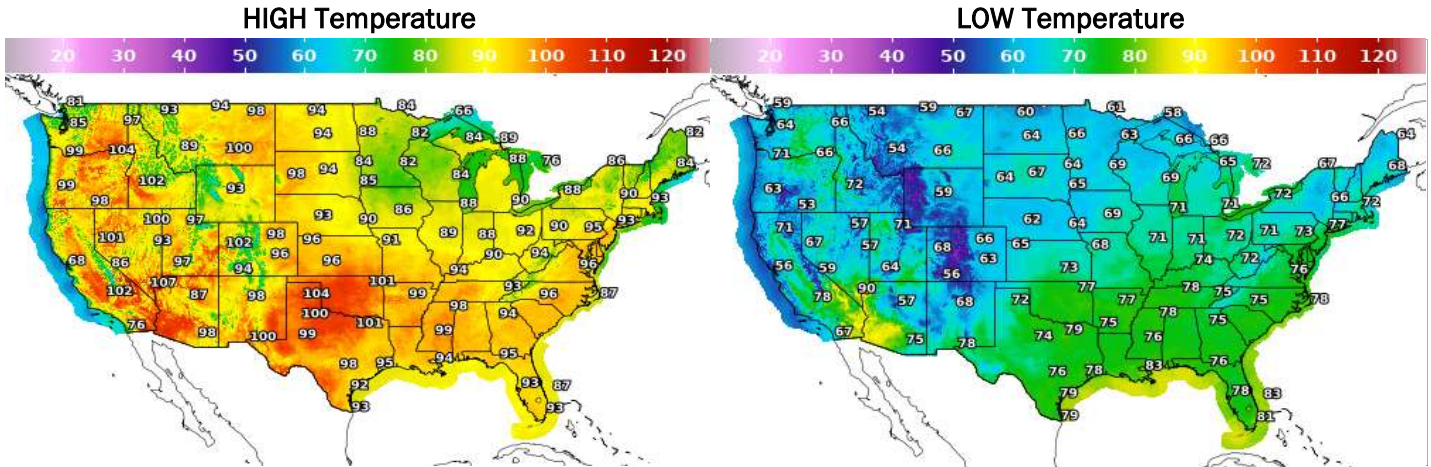 HIGH Temperature LOW Temperature
20 30 40 50 60 70 80 90 100 110 120 20 30 40 50 60 70 80 90 100 110 120
81 93 94 98 94 84 66 59 54 59 67 60 61 58
85 97 88 82 84 89 82 64 66 64 66 63 66 66 64
99 104 89 100 94 84 82 84 88 76 86 84 71 66 54 66 64 69 65 72 67 68
99 102 93 98 94 85 88 88 90 90 93 63 72 59 64 67 65 69 71 71 72 66 72
98 100 97 93 90 86 92 90 95 93 53 57 71 62 64 69 72 71 73 77
101 93 102 98 96 91 89 88 71 67 57 68 66 65 68 71 71
68 86 97 94 96 96 94 90 94 96 56 59 64 56 63 73 74 72 76
102 107 87 98 104 101 99 98 93 96 87 78 90 57 68 72 77 77 78 75 75 78
76 98 100 100 99 101 99 94 67 75 78 74 79 75 78 76 75
98 95 94 95 76 78 83 76
92 93 93 87 93 79 79 78 83 81